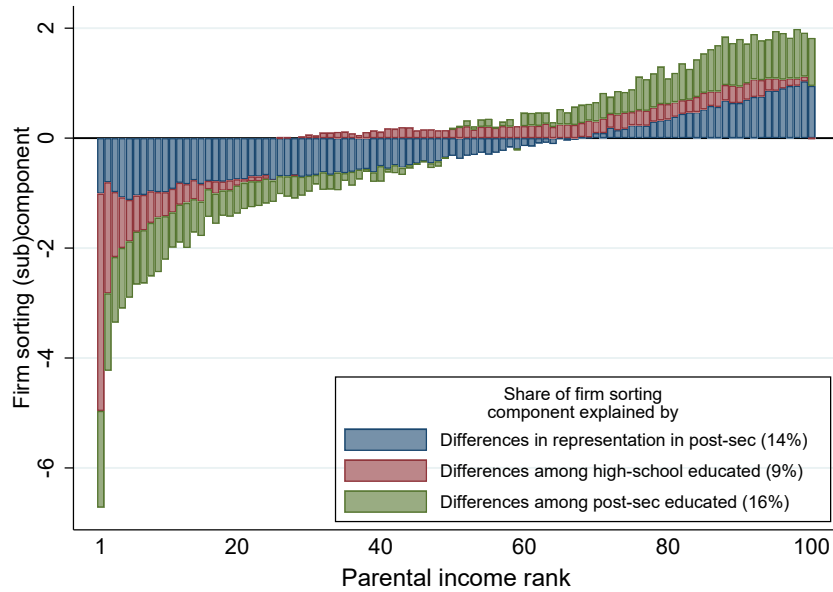 2
0
-2
-4
-6
Firm sorting (sub)component
Share of firm sorting
component explained by
Differences in representation in post-sec (14%)
Differences among high-school educated (9%)
Differences among post-sec educated (16%)
1 20 40 60 80 100
Parental income rank